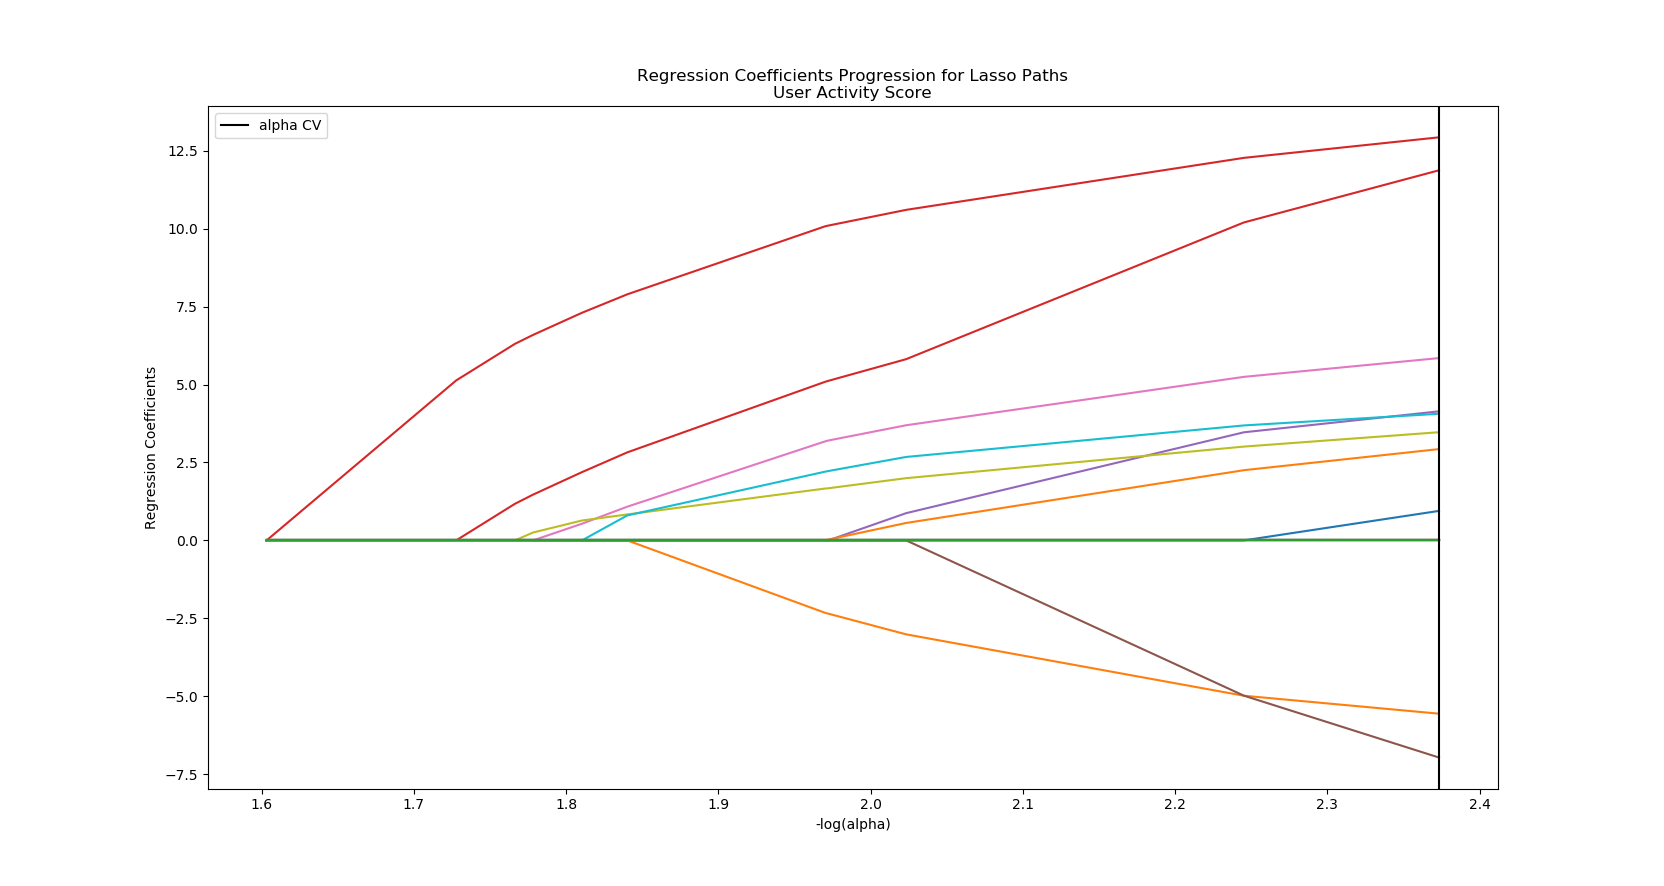 Regression Coefficients Progression for Lasso Paths
User Activity Score
alpha CV
12.5
10.0
7.5
5.0
2.5
0.0
−2.5
−5.0
−7.5
Regression Coefficients
1.6 1.7 1.8 1.9 2.0 2.1 2.2 2.3 2.4
-log(alpha)